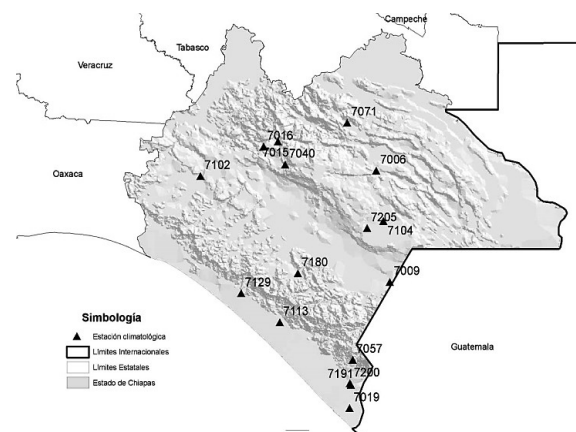 Campeche
Tabasco
Veracruz
7071
7016
7015 7040
Oaxaca
7102
7006
7205
7104
7180
7009
7129
Simbología
7113
Estación climatológica
Límites Internacionales
7057
Guatemala
Límites Estatales
7191 7200
Estado de Chiapas
7019